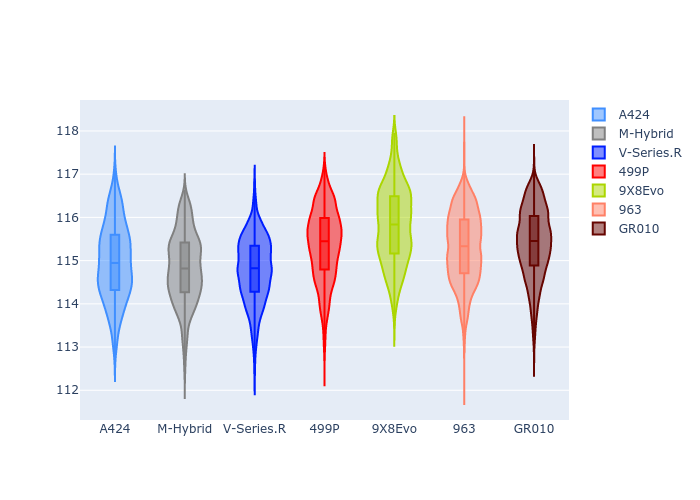 118
117
116
115
114
113
112
A424
M-Hybrid
V-Series.R
499P
9X8Evo
963
GR010
A424
M-Hybrid
V-Series.R
499P
9X8Evo
963
GR010